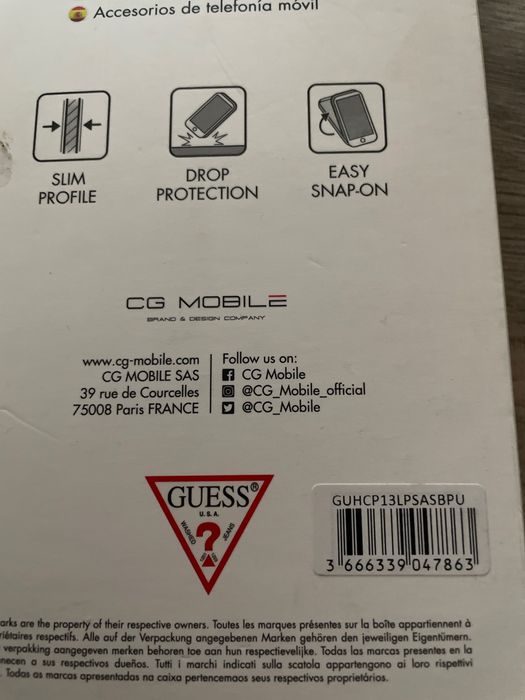 Accesorios de telefonía móvil
SLIM
PROFILE
DROP
PROTECTION
EASY
SNAP-ON
CG MOBILE
BRAND & DESIGN COMPANY
www.cg-mobile.com
CG MOBILE SAS
39 rue de Courcelles
75008 Paris FRANCE
Follow us on:
CG Mobile
@CG_Mobile_official
@CG_Mobile
GUESS®
U.S.A.
WASHED
?
JEANS
GUHCP13LPSASBPU
3 666339 047863
arks are the property of their respective owners. Toutes les marques présentes sur la boîte appartiennent à
riétaires respectifs. Alle auf der Verpackung angegebenen Marken gehören den jeweiligen Eigentümern.
verpakking aangegeven merken behoren toe aan hun respectievelijke. Todas las marcas presentes en la
necen a sus respectivos dueños. Tutti i marchi indicati sulla scatola appartengono ai loro rispettivi
Todas as marcas apresentadas na caixa pertencemaos seus respectivos proprietários.